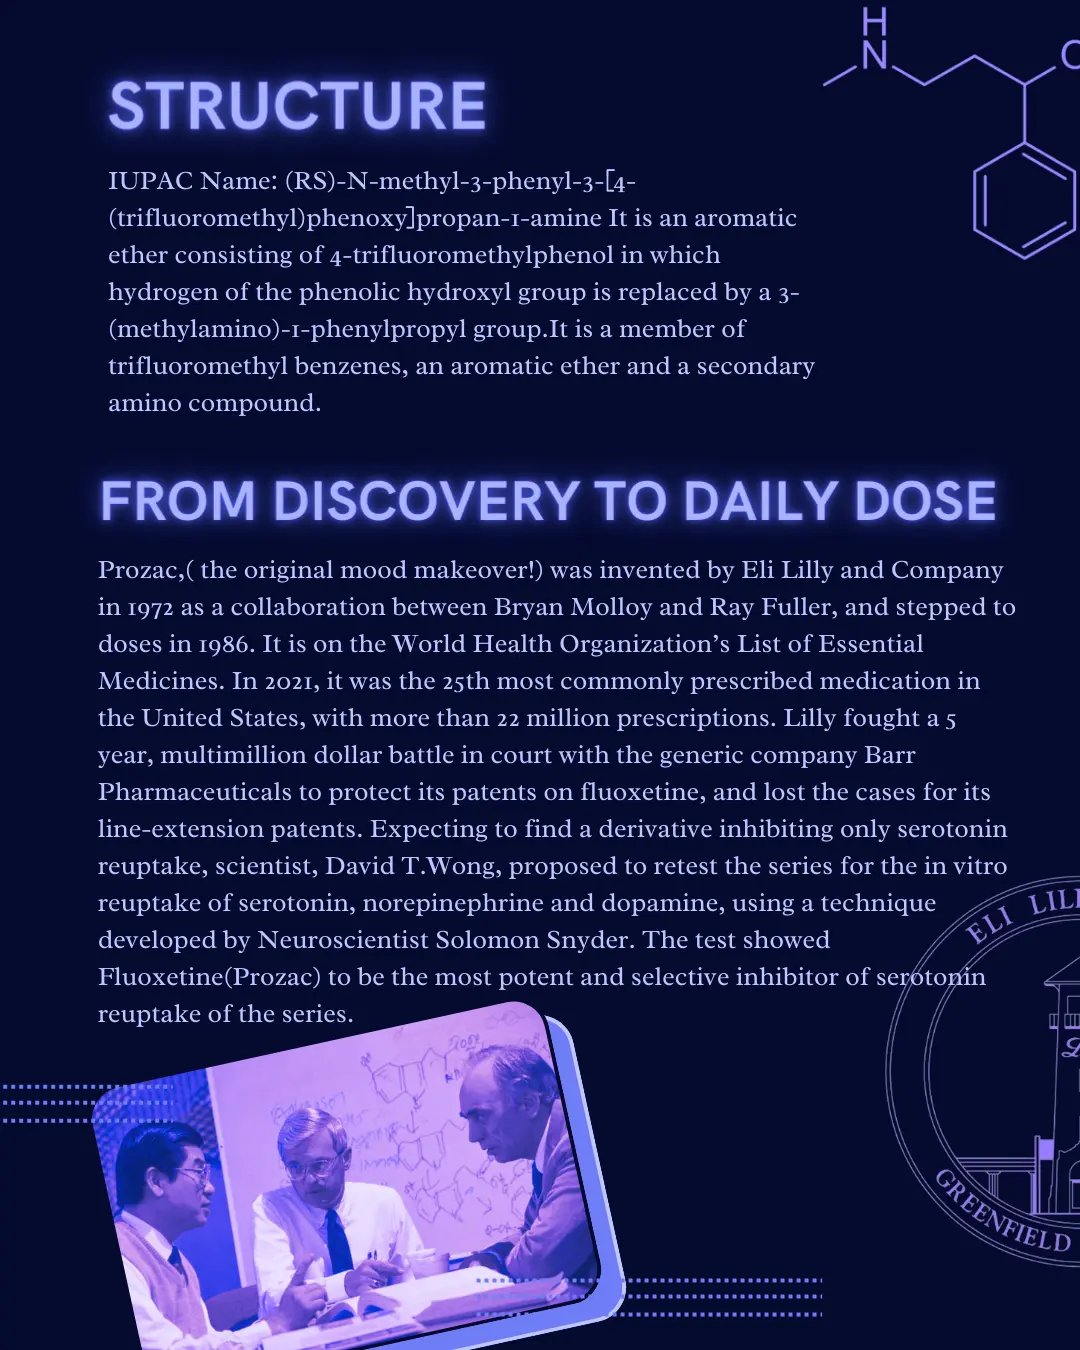 H
N
STRUCTURE
IUPAC Name: (RS)-N-methyl-3-phenyl-3-[4-
(trifluoromethyl)phenoxy]propan-1-amine It is an aromatic
ether consisting of 4-trifluoromethylphenol in which
hydrogen of the phenolic hydroxyl group is replaced by a 3-
(methylamino)-1-phenylpropyl group.It is a member of
trifluoromethyl benzenes, an aromatic ether and a secondary
amino compound.
FROM DISCOVERY TO DAILY DOSE
Prozac,( the original mood makeover!) was invented by Eli Lilly and Company
in 1972 as a collaboration between Bryan Molloy and Ray Fuller, and stepped to
doses in 1986. It is on the World Health Organization’s List of Essential
Medicines. In 2021, it was the 25th most commonly prescribed medication in
the United States, with more than 22 million prescriptions. Lilly fought a 5
year, multimillion dollar battle in court with the generic company Barr
Pharmaceuticals to protect its patents on fluoxetine, and lost the cases for its
line-extension patents. Expecting to find a derivative inhibiting only serotonin
reuptake, scientist, David T.Wong, proposed to retest the series for the in vitro
reuptake of serotonin, norepinephrine and dopamine, using a technique
developed by Neuroscientist Solomon Snyder. The test showed
Fluoxetine(Prozac) to be the most potent and selective inhibitor of serotonin
reuptake of the series.
ELI LIL
GREENFIELD